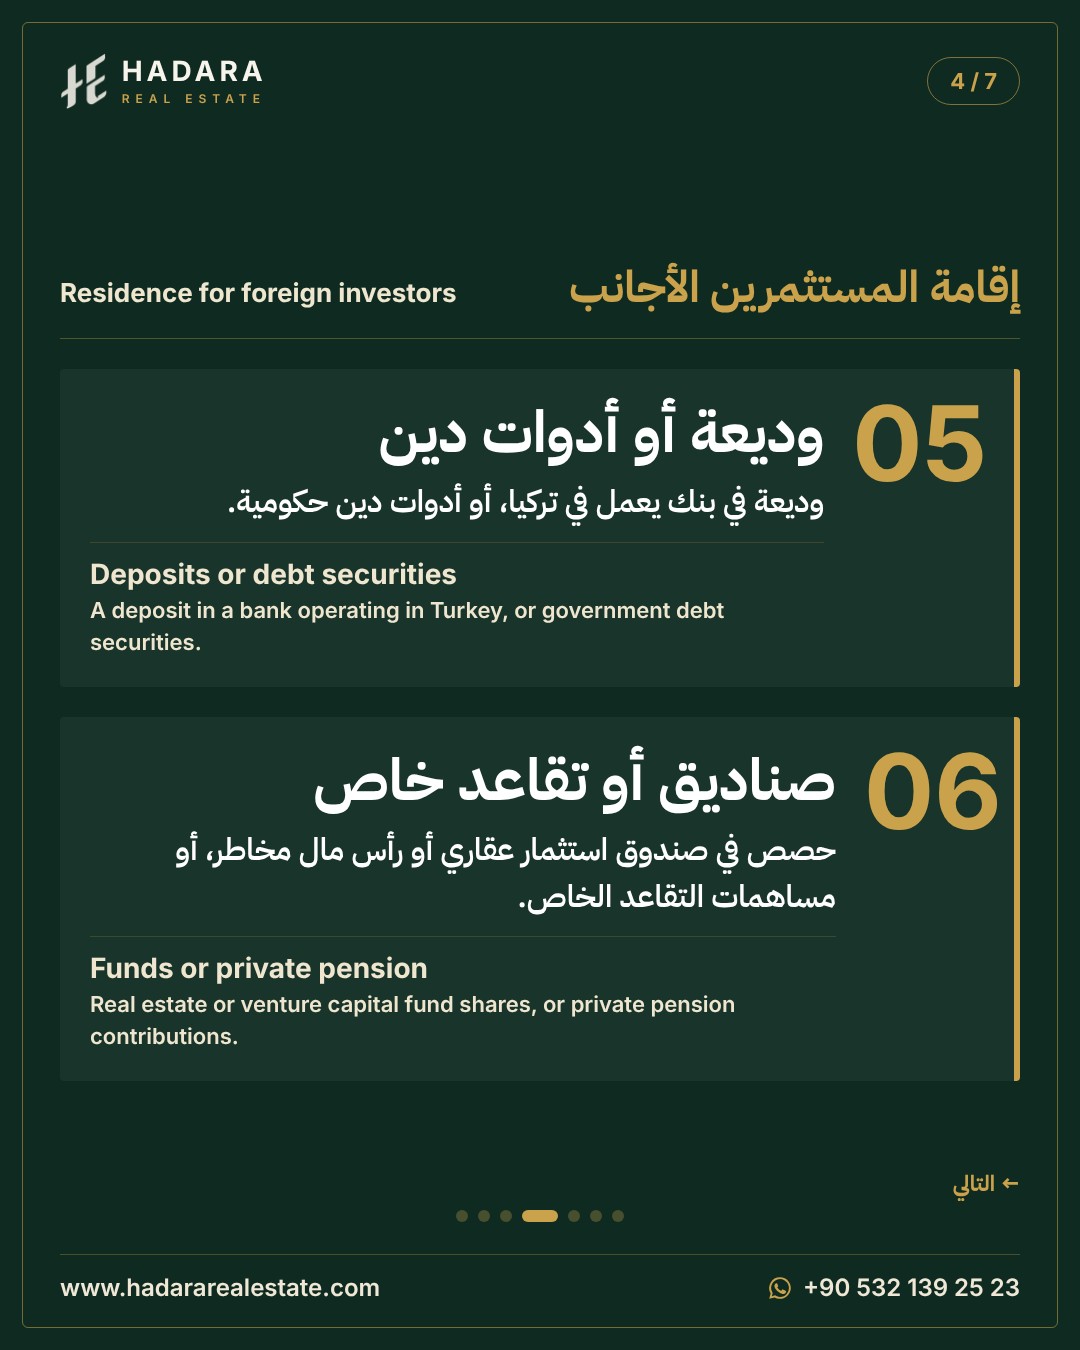 HADARA
REAL ESTATE
4 / 7
إقامة المستثمرين الأجانب
Residence for foreign investors
05
وديعة أو أدوات دين
وديعة في بنك يعمل في تركيا، أو أدوات دين حكومية.
Deposits or debt securities
A deposit in a bank operating in Turkey, or government debt
securities.
06
صناديق أو تقاعد خاص
حصص في صندوق استثمار عقاري أو رأس مال مخاطر، أو
مساهمات التقاعد الخاص.
Funds or private pension
Real estate or venture capital fund shares, or private pension
contributions.
← التالي
www.hadararealestate.com
+90 532 139 25 23